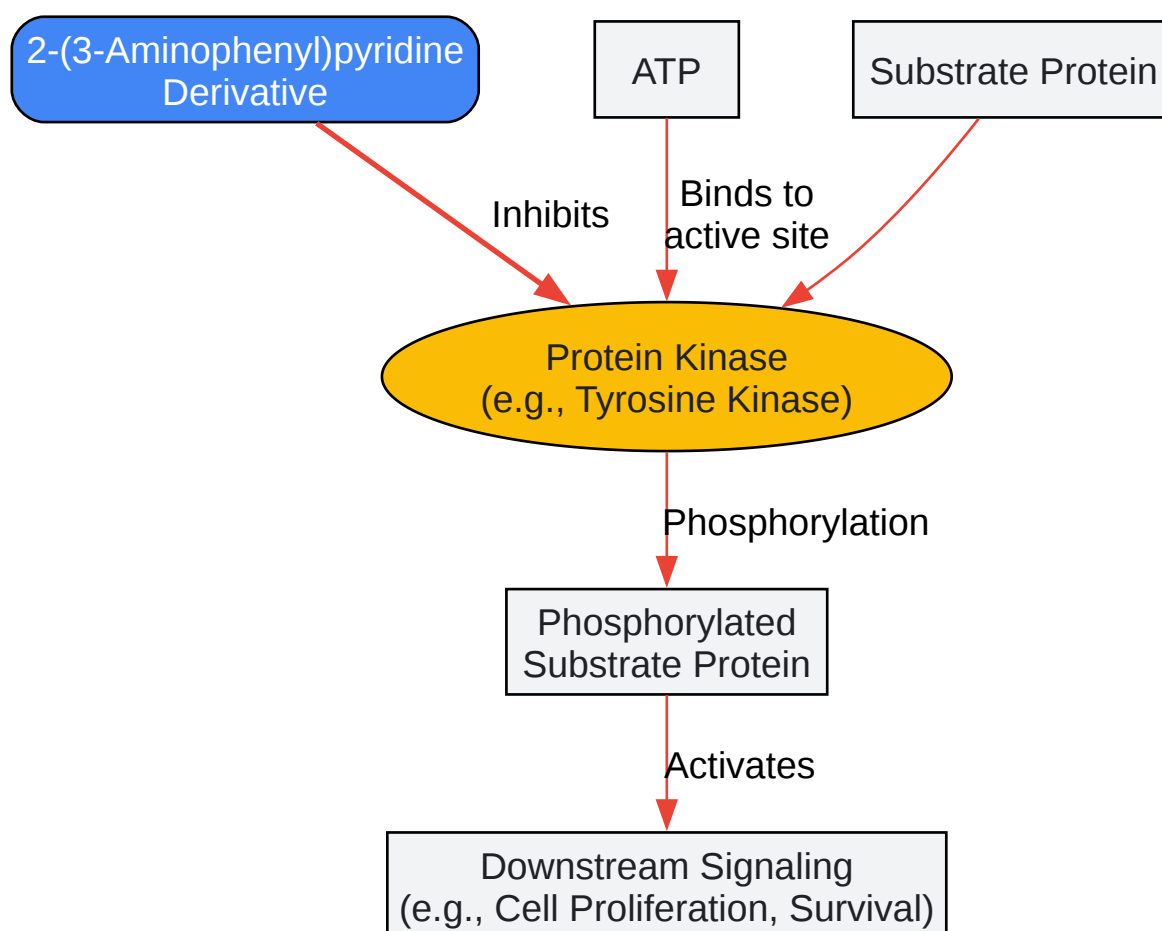 2-(3-Aminophenyl)pyridine
Derivative
ATP
Substrate Protein
Inhibits
Binds to
active site
Protein Kinase
(e.g., Tyrosine Kinase)
Phosphorylation
Phosphorylated
Substrate Protein
Activates
Downstream Signaling
(e.g., Cell Proliferation, Survival)